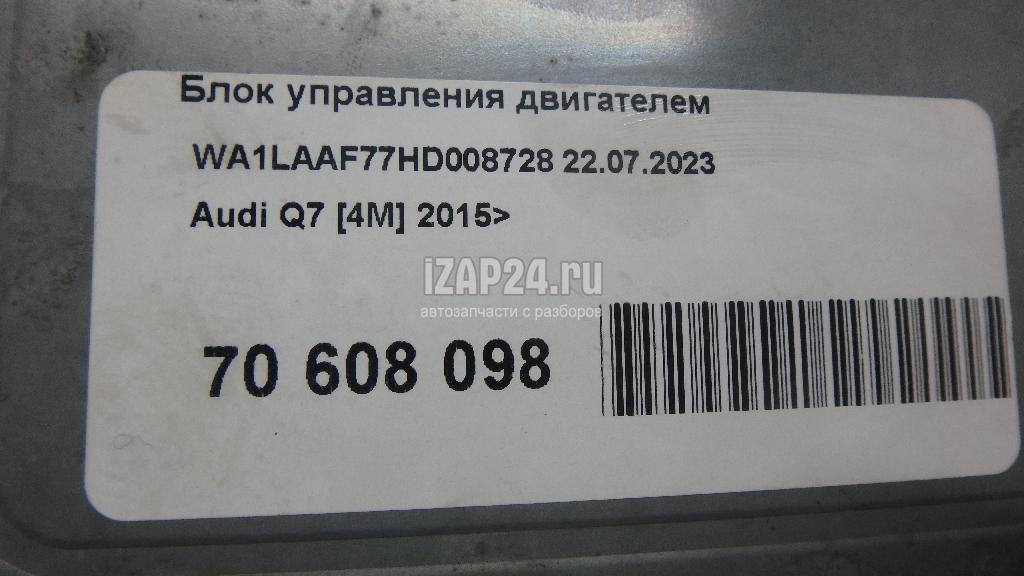 Блок управления двигателем
WA1LAAF77HD008728 22.07.2023
Audi Q7 [4M] 2015>
iZAP24.ru
автозапчасти с разборов
70 608 098